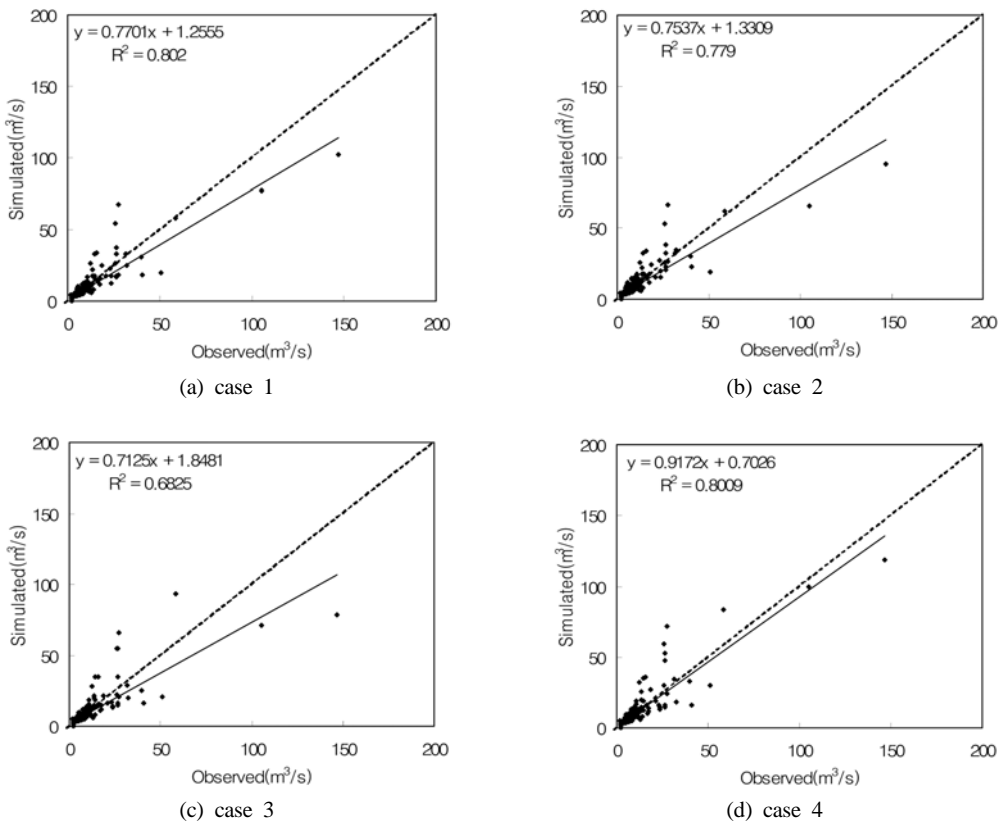 y = 0.7701x + 1.2555
R² = 0.802
200
150
100
50
0
Simulated(m³/s)
0 50 100 150 200
Observed(m³/s)
(a) case 1
y = 0.7537x + 1.3309
R² = 0.779
200
150
100
50
0
Simulated(m³/s)
0 50 100 150 200
Observed(m³/s)
(b) case 2
y = 0.7125x + 1.8481
R² = 0.6825
200
150
100
50
0
Simulated(m³/s)
0 50 100 150 200
Observed(m³/s)
(c) case 3
y = 0.9172x + 0.7026
R² = 0.8009
200
150
100
50
0
Simulated(m³/s)
0 50 100 150 200
Observed(m³/s)
(d) case 4